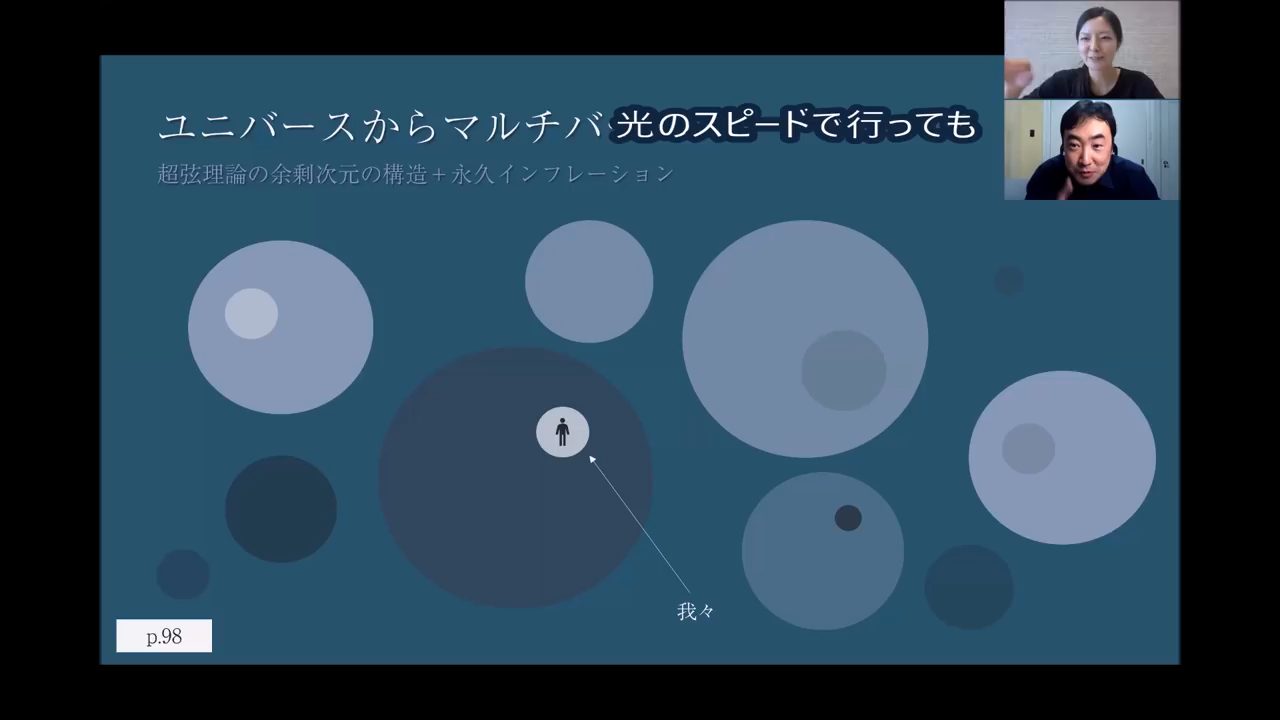 ユニバースからマルチバ
光のスピードで行っても
超弦理論の余剰次元の構造＋永久インフレーション
我々
p.98